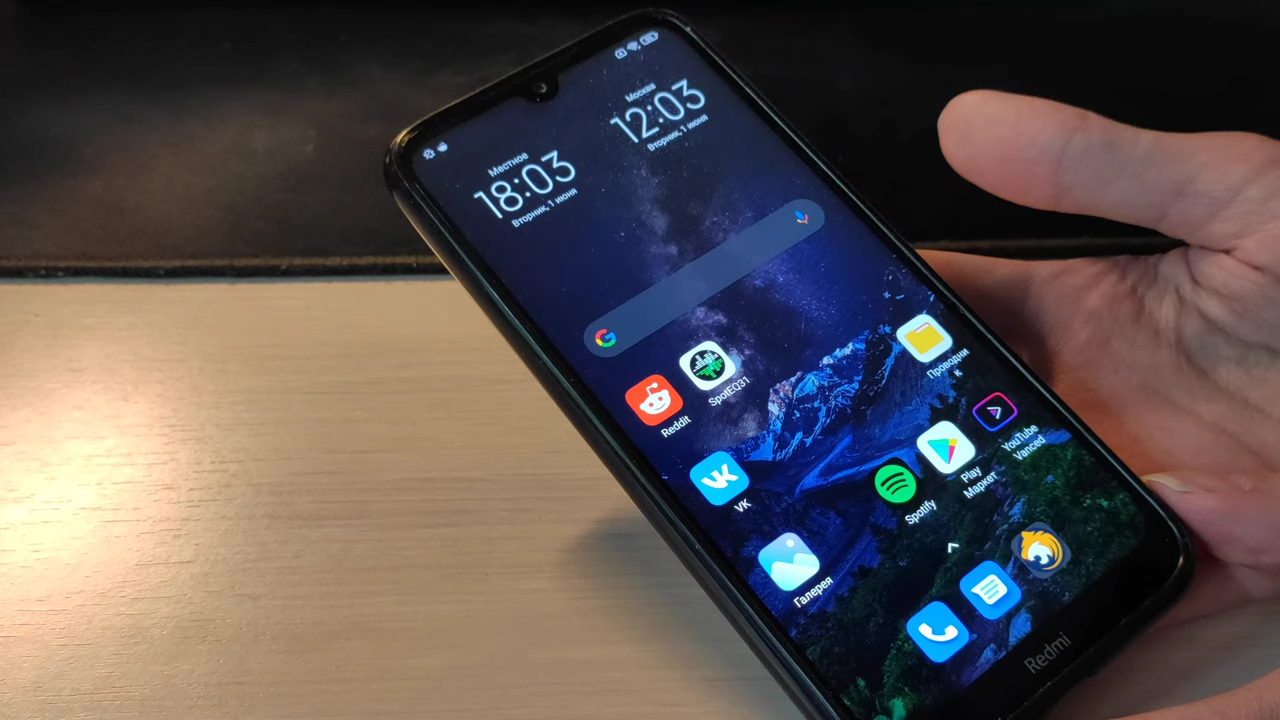 Местное
18:03
Вторник, 1 июня
Москва
12:03
Вторник, 1 июня
G
Reddit
SpotEQ31
Проводни
к
VK
Spotify
Play
Маркет
YouTube
Vanced
Галерея
Redmi